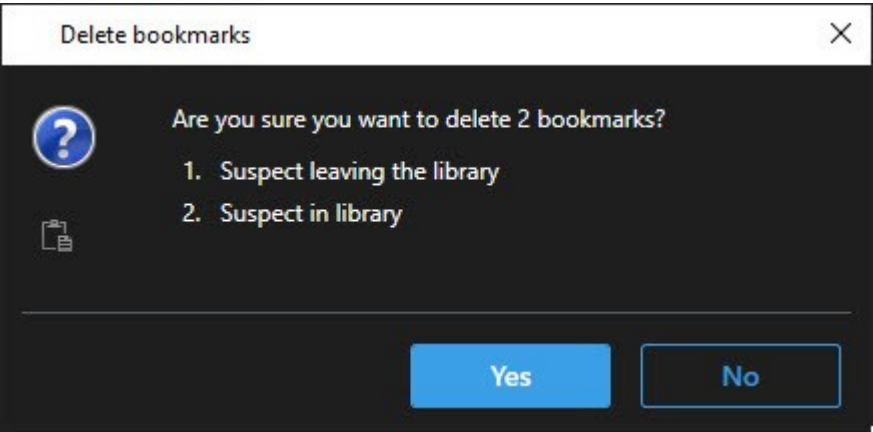 Delete bookmarks
Are you sure you want to delete 2 bookmarks?
1. Suspect leaving the library
2. Suspect in library
Yes
No